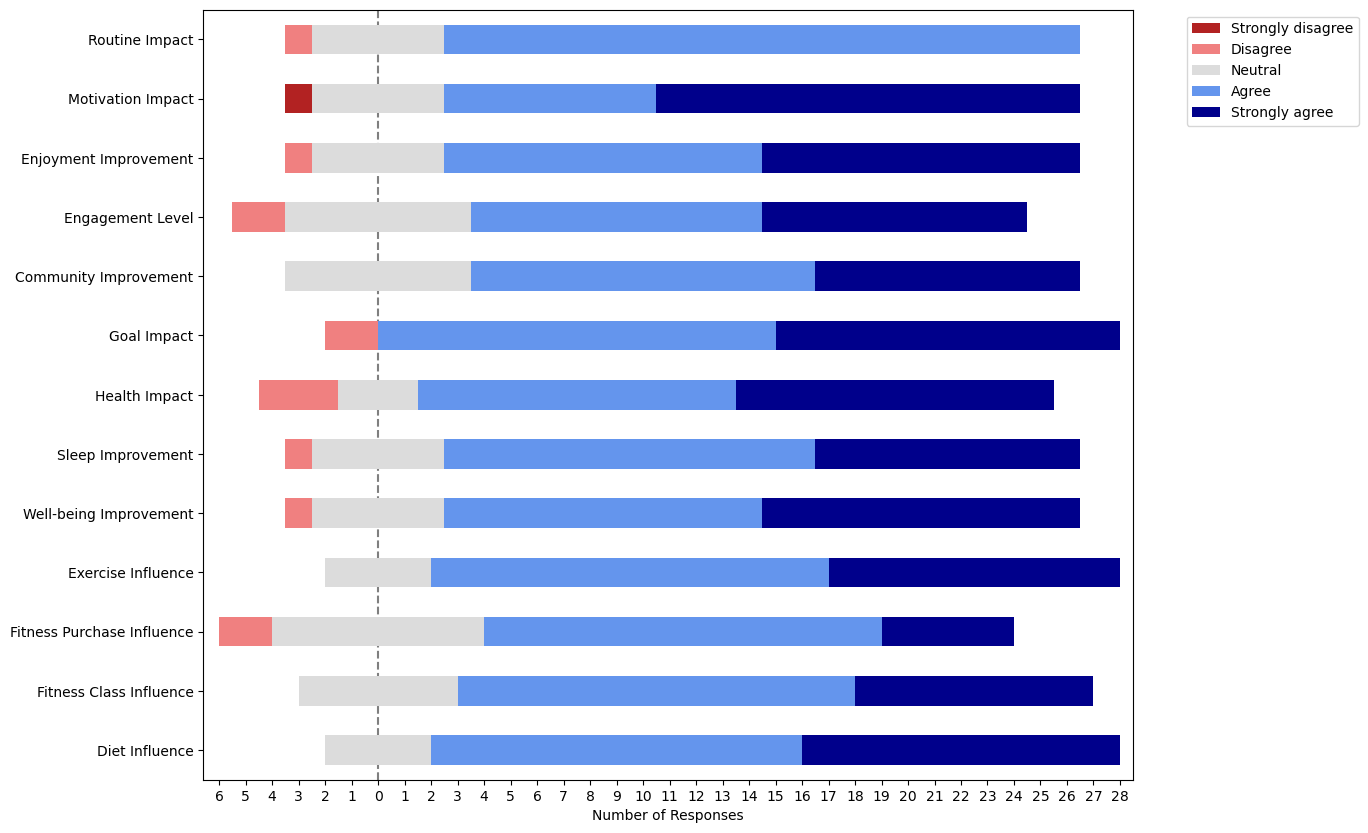 Routine Impact
Motivation Impact
Enjoyment Improvement
Engagement Level
Community Improvement
Goal Impact
Health Impact
Sleep Improvement
Well-being Improvement
Exercise Influence
Fitness Purchase Influence
Fitness Class Influence
Diet Influence
6 5 4 3 2 1 0 1 2 3 4 5 6 7 8 9 10 11 12 13 14 15 16 17 18 19 20 21 22 23 24 25 26 27 28
Number of Responses
Strongly disagree
Disagree
Neutral
Agree
Strongly agree